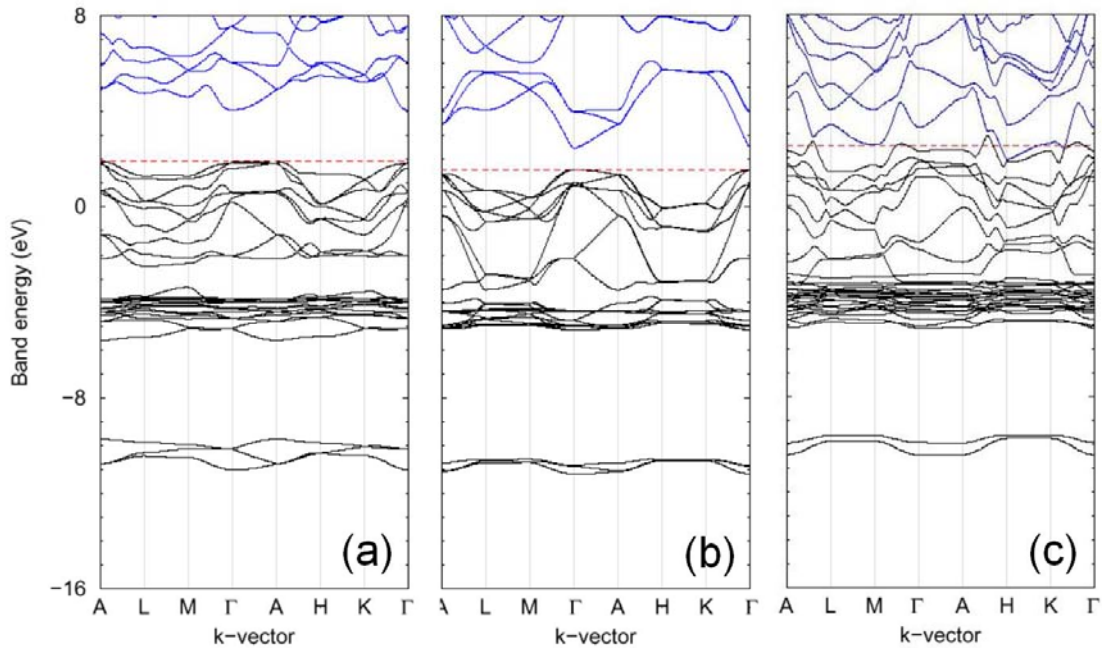 8
0
−8
−16
Band energy (eV)
(a)
(b)
(c)
A L M Γ A H K Γ
A L M Γ A H K Γ
A L M Γ A H K Γ
k−vector
k−vector
k−vector